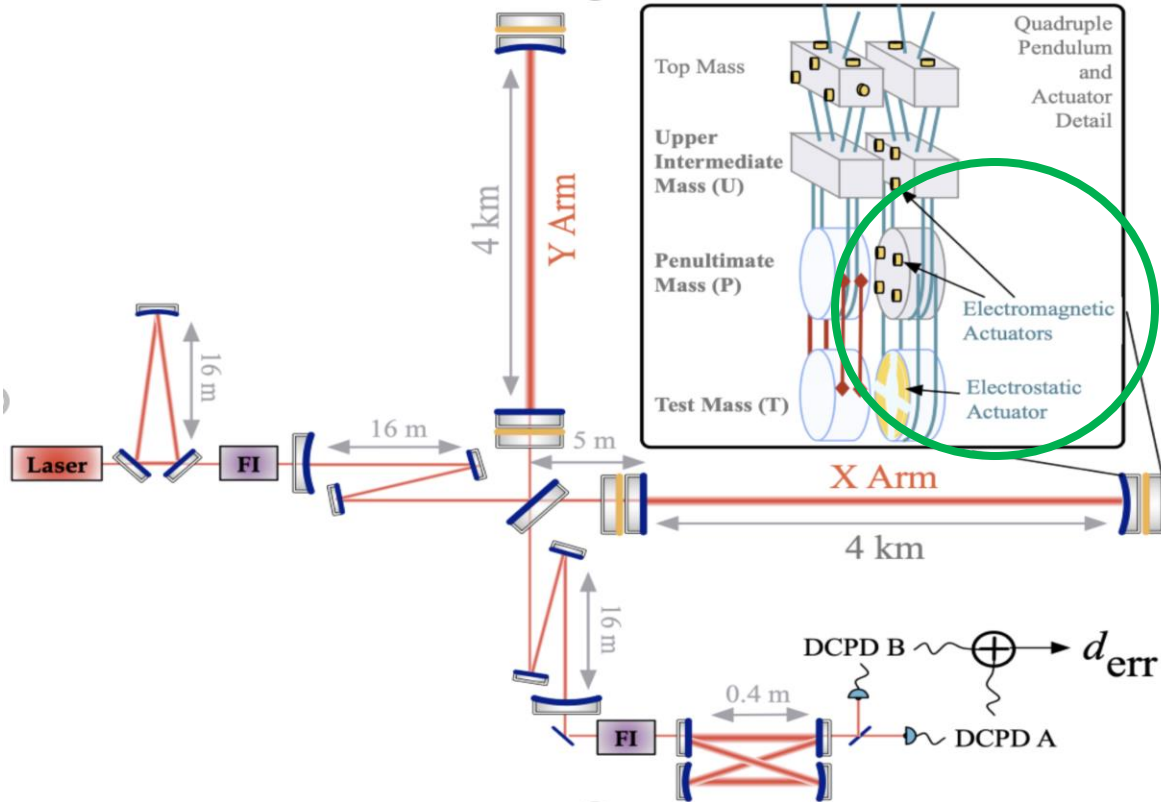 Quadruple
Pendulum
and
Actuator
Detail
Top Mass
Upper
Intermediate
Mass (U)
Penultimate
Mass (P)
Electromagnetic
Actuators
Test Mass (T)
Electrostatic
Actuator
4 km
Y Arm
16 m
Laser
FI
16 m
5 m
X Arm
4 km
16 m
DCPD B
derr
0.4 m
FI
DCPD A